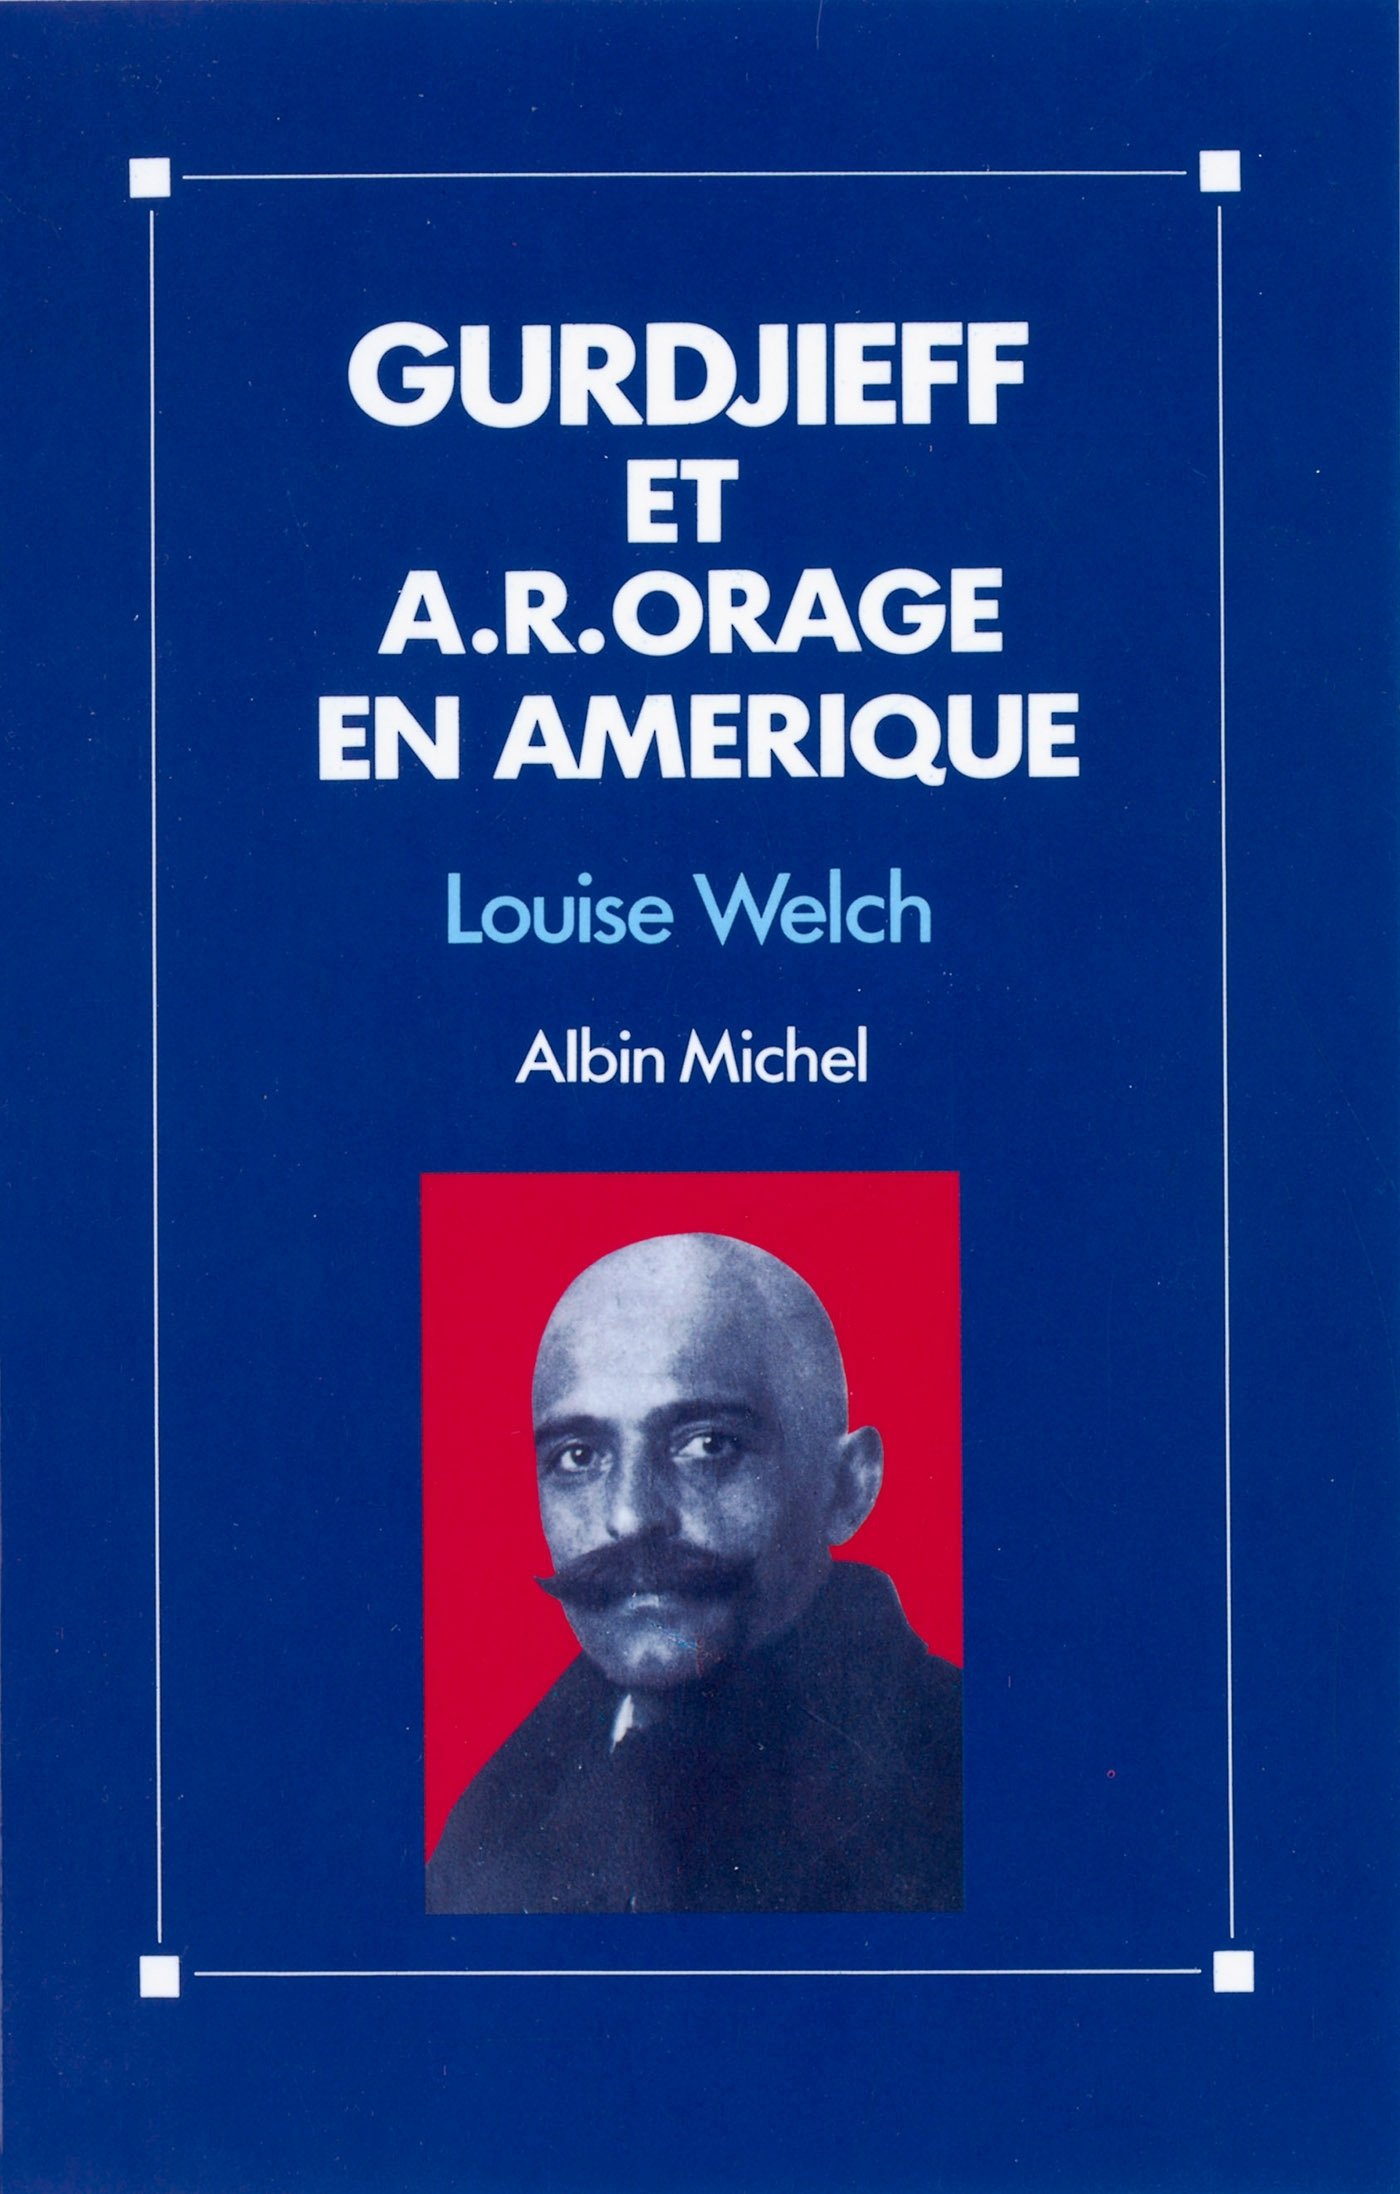 GURDJIEFF
ET
A.R. ORAGE
EN AMERIQUE
Louise Welch
Albin Michel